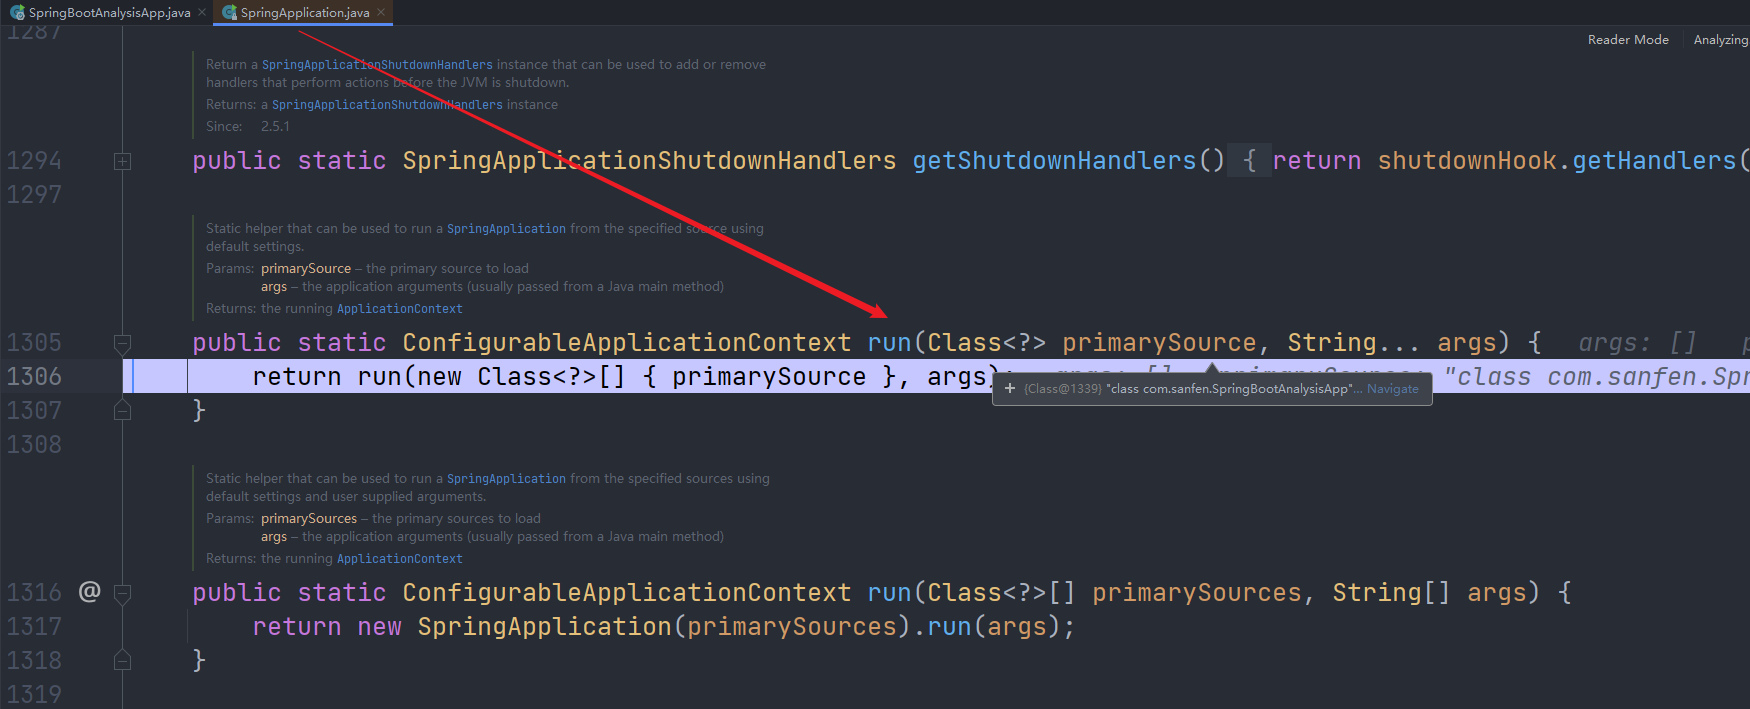 SpringBootAnalysisApp.java × SpringApplication.java ×
1287
Reader Mode Analyzing
Return a SpringApplicationShutdownHandlers instance that can be used to add or remove
handlers that perform actions before the JVM is shutdown.
Returns: a SpringApplicationShutdownHandlers instance
Since: 2.5.1
1294 public static SpringApplicationShutdownHandlers getShutdownHandlers() { return shutdownHook.getHandlers(
1297
Static helper that can be used to run a SpringApplication from the specified source using
default settings.
Params: primarySource – the primary source to load
args – the application arguments (usually passed from a Java main method)
Returns: the running ApplicationContext
1305 public static ConfigurableApplicationContext run(Class<?> primarySource, String... args) { args: []
1306 return run(new Class<?>[] { primarySource }, args); "class com.sanfen.Spr
+ {Class@1339} "class com.sanfen.SpringBootAnalysisApp"... Navigate
1307 }
1308
Static helper that can be used to run a SpringApplication from the specified sources using
default settings and user supplied arguments.
Params: primarySources – the primary sources to load
args – the application arguments (usually passed from a Java main method)
Returns: the running ApplicationContext
1316 @ public static ConfigurableApplicationContext run(Class<?>[] primarySources, String[] args) {
1317 return new SpringApplication(primarySources).run(args);
1318 }
1319